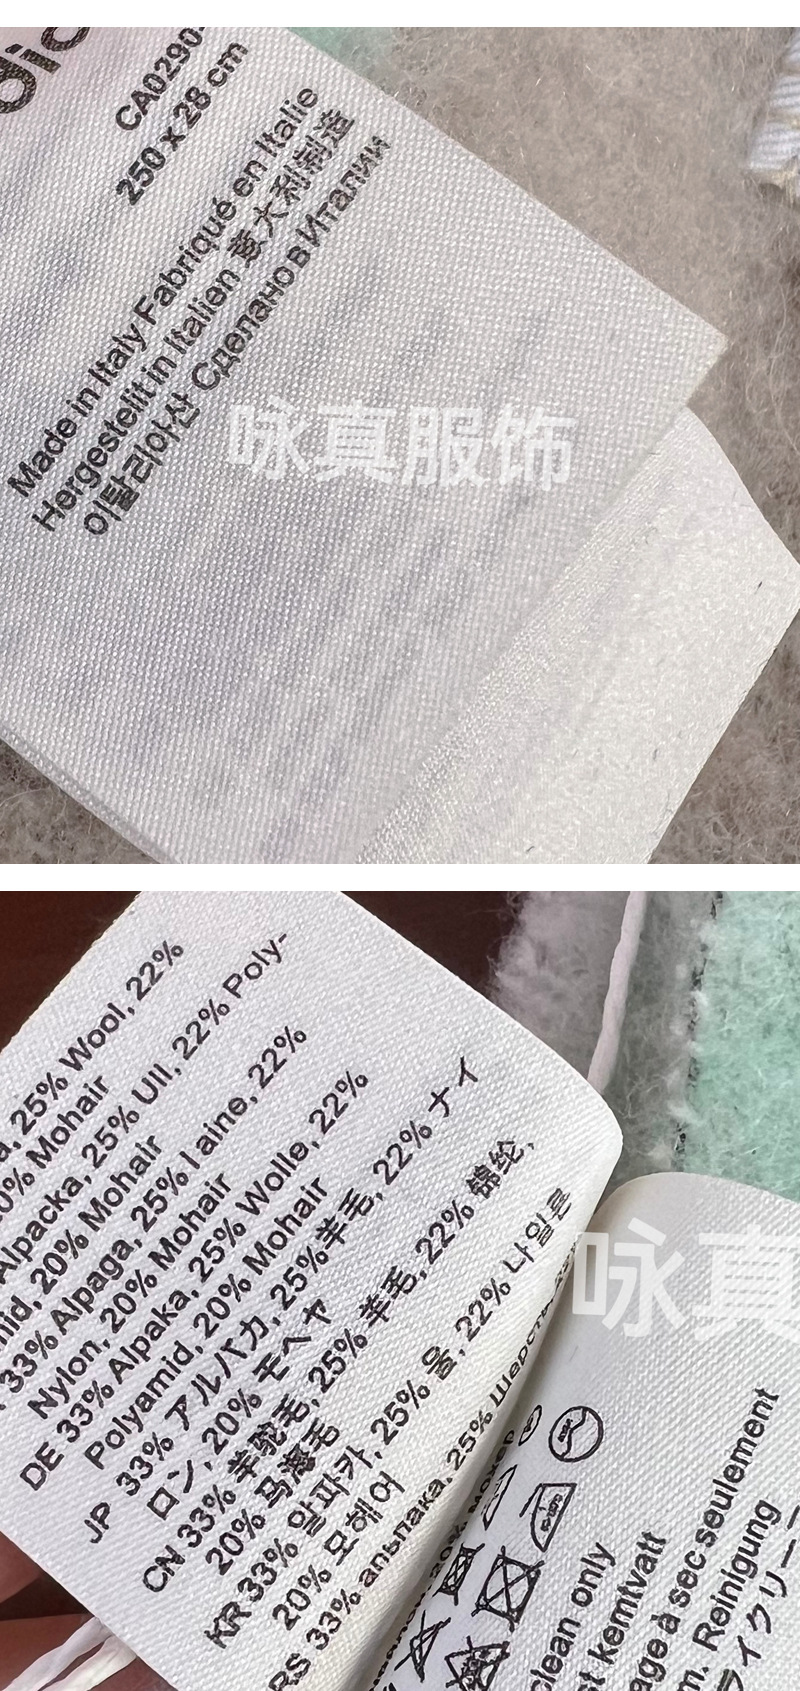 dic
CA0290-
250 x 28 cm
Made in Italy Fabriqué en Italie
Hergestellt in Italien 意大利制造
이탈리아산 Сделано в Италии
咏真服饰
a, 25% Wool, 22%
0% Mohair
Alpacka, 25% Ull, 22% Poly-
mid, 20% Mohair
33% Alpaga, 25% laine, 22%
Nylon, 20% Mohair
DE 33% Alpaka, 25% Wolle, 22%
Polyamid, 20% Mohair
JP 33% アルパカ, 25%羊毛, 22% ナイ
ロン, 20% モヘヤ
CN 33% 羊驼毛, 25% 羊毛, 22% 锦纶,
20% 马海毛
KR 33% 알파카, 25% 울, 22% 나일론
20% 모헤어
RS 33% альпака, 25% Шерсть,
20% мохер
clean only
t kemtvatt
age à sec seulement
m. Reinigung
ライクリーニ
咏真